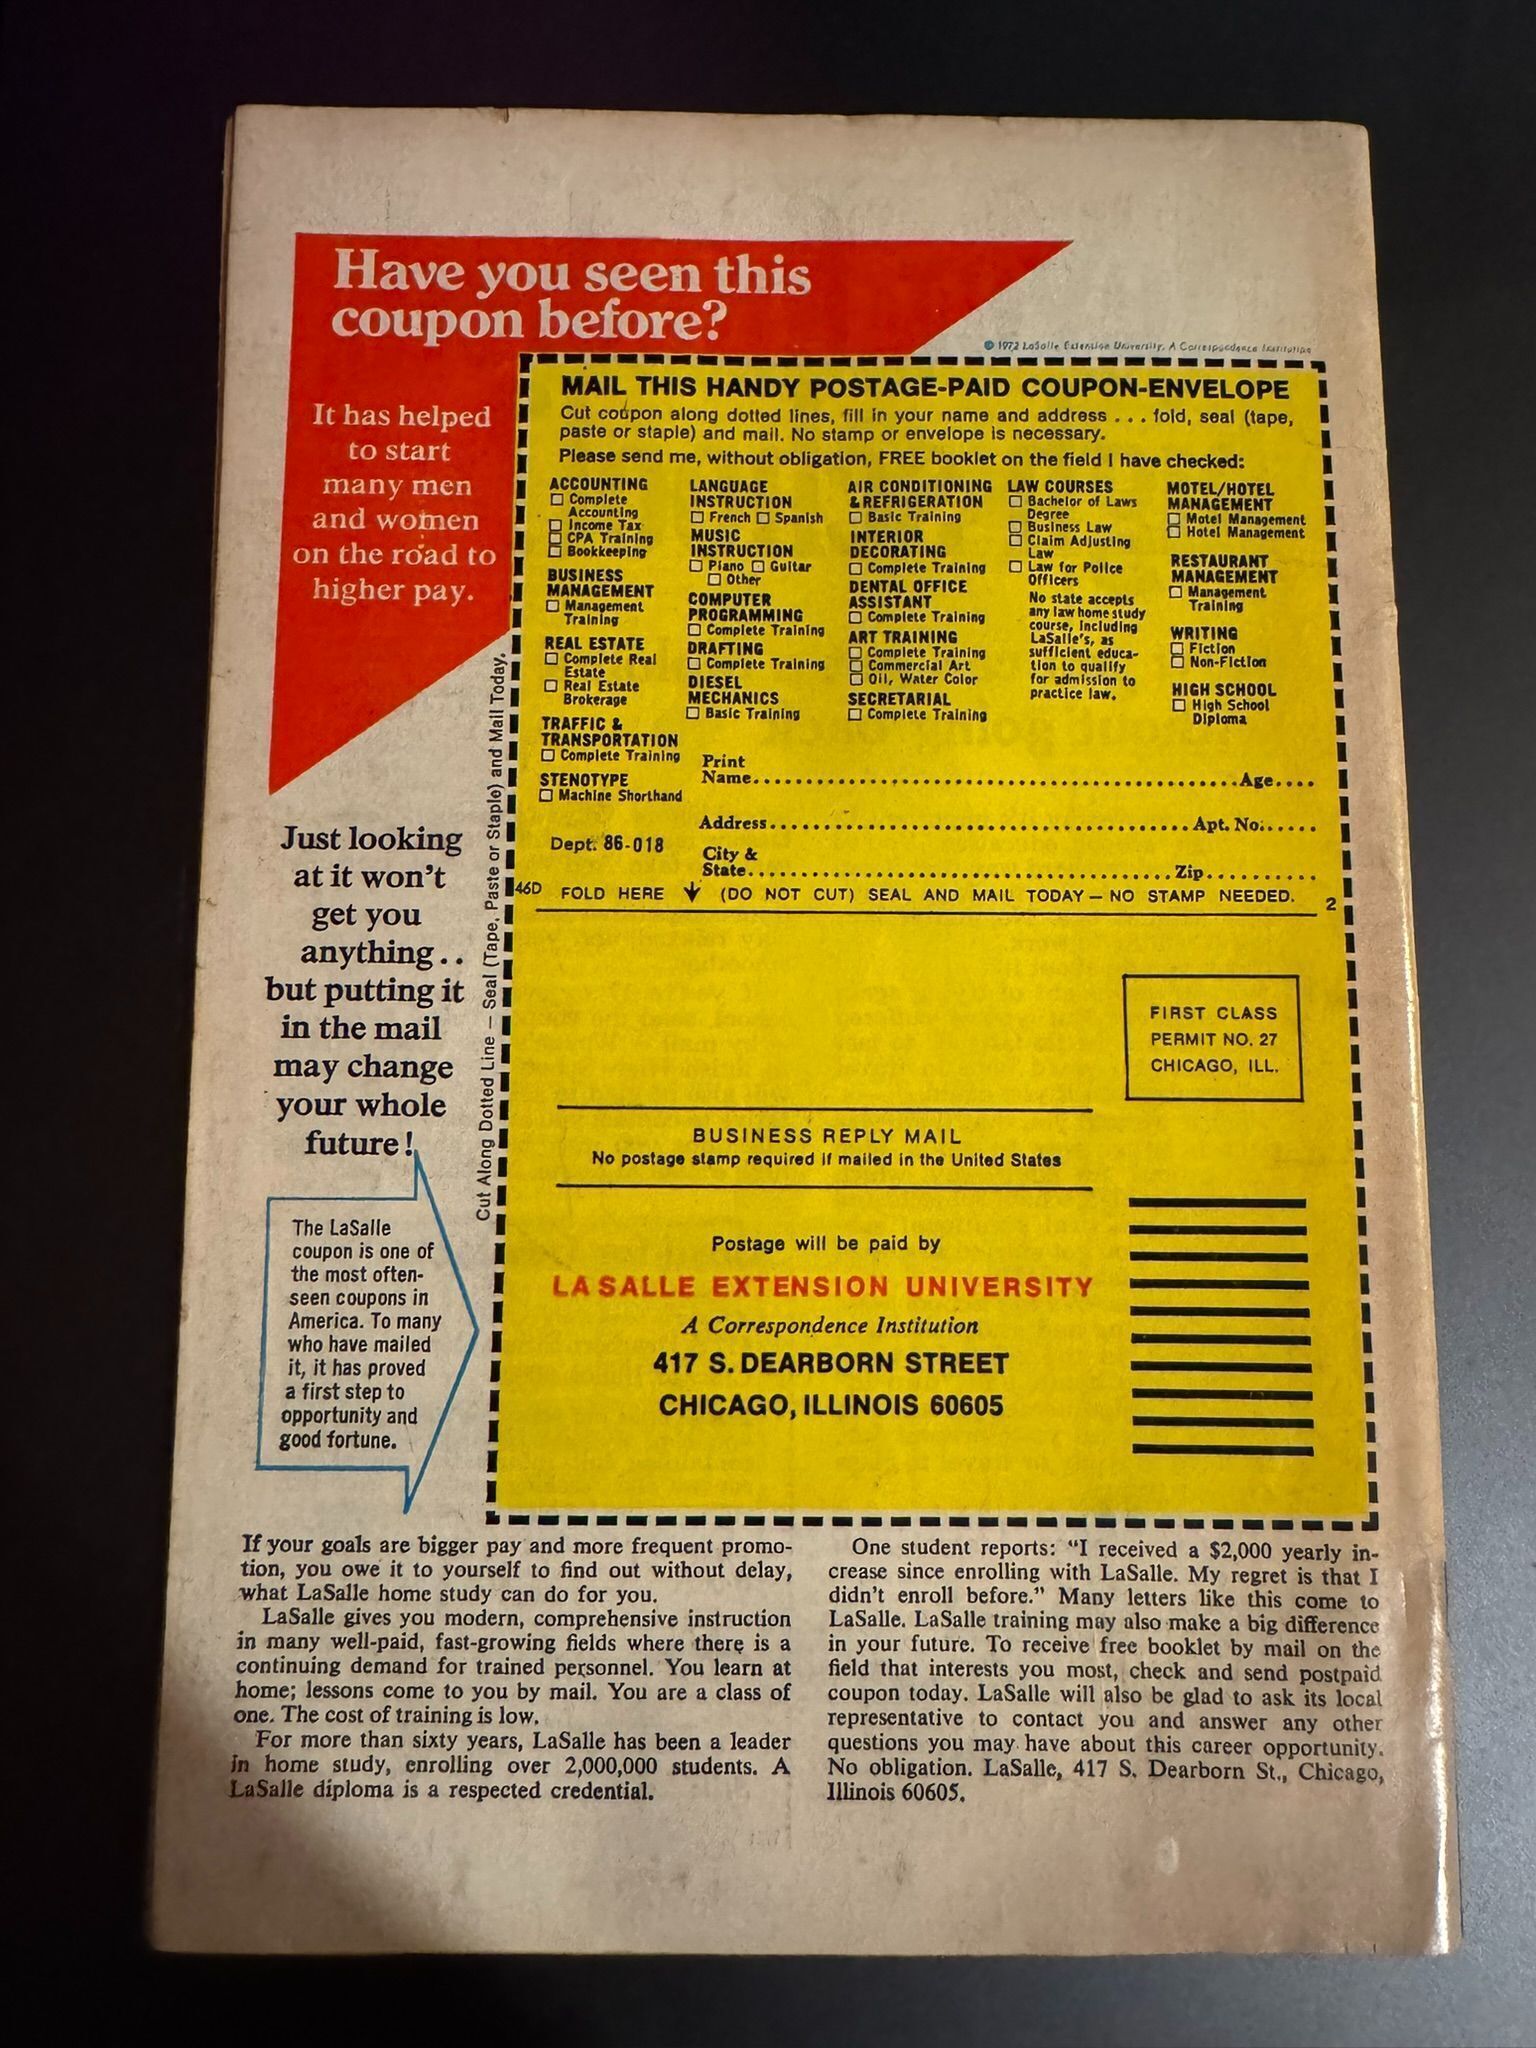 Have you seen this
coupon before?
It has helped
to start
many men
and women
on the road to
higher pay.
© 1972 LaSalle Extension University, A Correspondence Institution
MAIL THIS HANDY POSTAGE-PAID COUPON-ENVELOPE
Cut coupon along dotted lines, fill in your name and address . . . fold, seal (tape,
paste or staple) and mail. No stamp or envelope is necessary.
Please send me, without obligation, FREE booklet on the field I have checked:
ACCOUNTING
Complete
Accounting
Income Tax
CPA Training
Bookkeeping
BUSINESS
MANAGEMENT
Management
Training
REAL ESTATE
Complete Real
Estate
Real Estate
Brokerage
TRAFFIC &
TRANSPORTATION
Complete Training
STENOTYPE
Machine Shorthand
LANGUAGE
INSTRUCTION
French Spanish
MUSIC
INSTRUCTION
Piano Guitar
Other
COMPUTER
PROGRAMMING
Complete Training
DRAFTING
Complete Training
DIESEL
MECHANICS
Basic Training
AIR CONDITIONING
& REFRIGERATION
Basic Training
INTERIOR
DECORATING
Complete Training
DENTAL OFFICE
ASSISTANT
Complete Training
ART TRAINING
Complete Training
Commercial Art
Oil, Water Color
SECRETARIAL
Complete Training
LAW COURSES
Bachelor of Laws
Degree
Business Law
Claim Adjusting
Law
Law for Police
Officers
No state accepts
any law home study
course, including
LaSalle's, as
sufficient educa-
tion to qualify
for admission to
practice law.
MOTEL/HOTEL
MANAGEMENT
Motel Management
Hotel Management
RESTAURANT
MANAGEMENT
Management
Training
WRITING
Fiction
Non-Fiction
HIGH SCHOOL
High School
Diploma
Print
Name.......... Age....
Address.......... Apt. No......
Dept. 86-018
City &
State.......... Zip..........
46D FOLD HERE ↓ (DO NOT CUT) SEAL AND MAIL TODAY — NO STAMP NEEDED. 2
Cut Along Dotted Line — Seal (Tape, Paste or Staple) and Mail Today.
Just looking
at it won't
get you
anything . .
but putting it
in the mail
may change
your whole
future!
The LaSalle
coupon is one of
the most often-
seen coupons in
America. To many
who have mailed
it, it has proved
a first step to
opportunity and
good fortune.
FIRST CLASS
PERMIT NO. 27
CHICAGO, ILL.
BUSINESS REPLY MAIL
No postage stamp required if mailed in the United States
Postage will be paid by
LA SALLE EXTENSION UNIVERSITY
A Correspondence Institution
417 S. DEARBORN STREET
CHICAGO, ILLINOIS 60605
If your goals are bigger pay and more frequent promo-
tion, you owe it to yourself to find out without delay,
what LaSalle home study can do for you.
LaSalle gives you modern, comprehensive instruction
in many well-paid, fast-growing fields where there is a
continuing demand for trained personnel. You learn at
home; lessons come to you by mail. You are a class of
one. The cost of training is low.
For more than sixty years, LaSalle has been a leader
in home study, enrolling over 2,000,000 students. A
LaSalle diploma is a respected credential.
One student reports: "I received a $2,000 yearly in-
crease since enrolling with LaSalle. My regret is that I
didn't enroll before." Many letters like this come to
LaSalle. LaSalle training may also make a big difference
in your future. To receive free booklet by mail on the
field that interests you most, check and send postpaid
coupon today. LaSalle will also be glad to ask its local
representative to contact you and answer any other
questions you may have about this career opportunity.
No obligation. LaSalle, 417 S. Dearborn St., Chicago,
Illinois 60605.